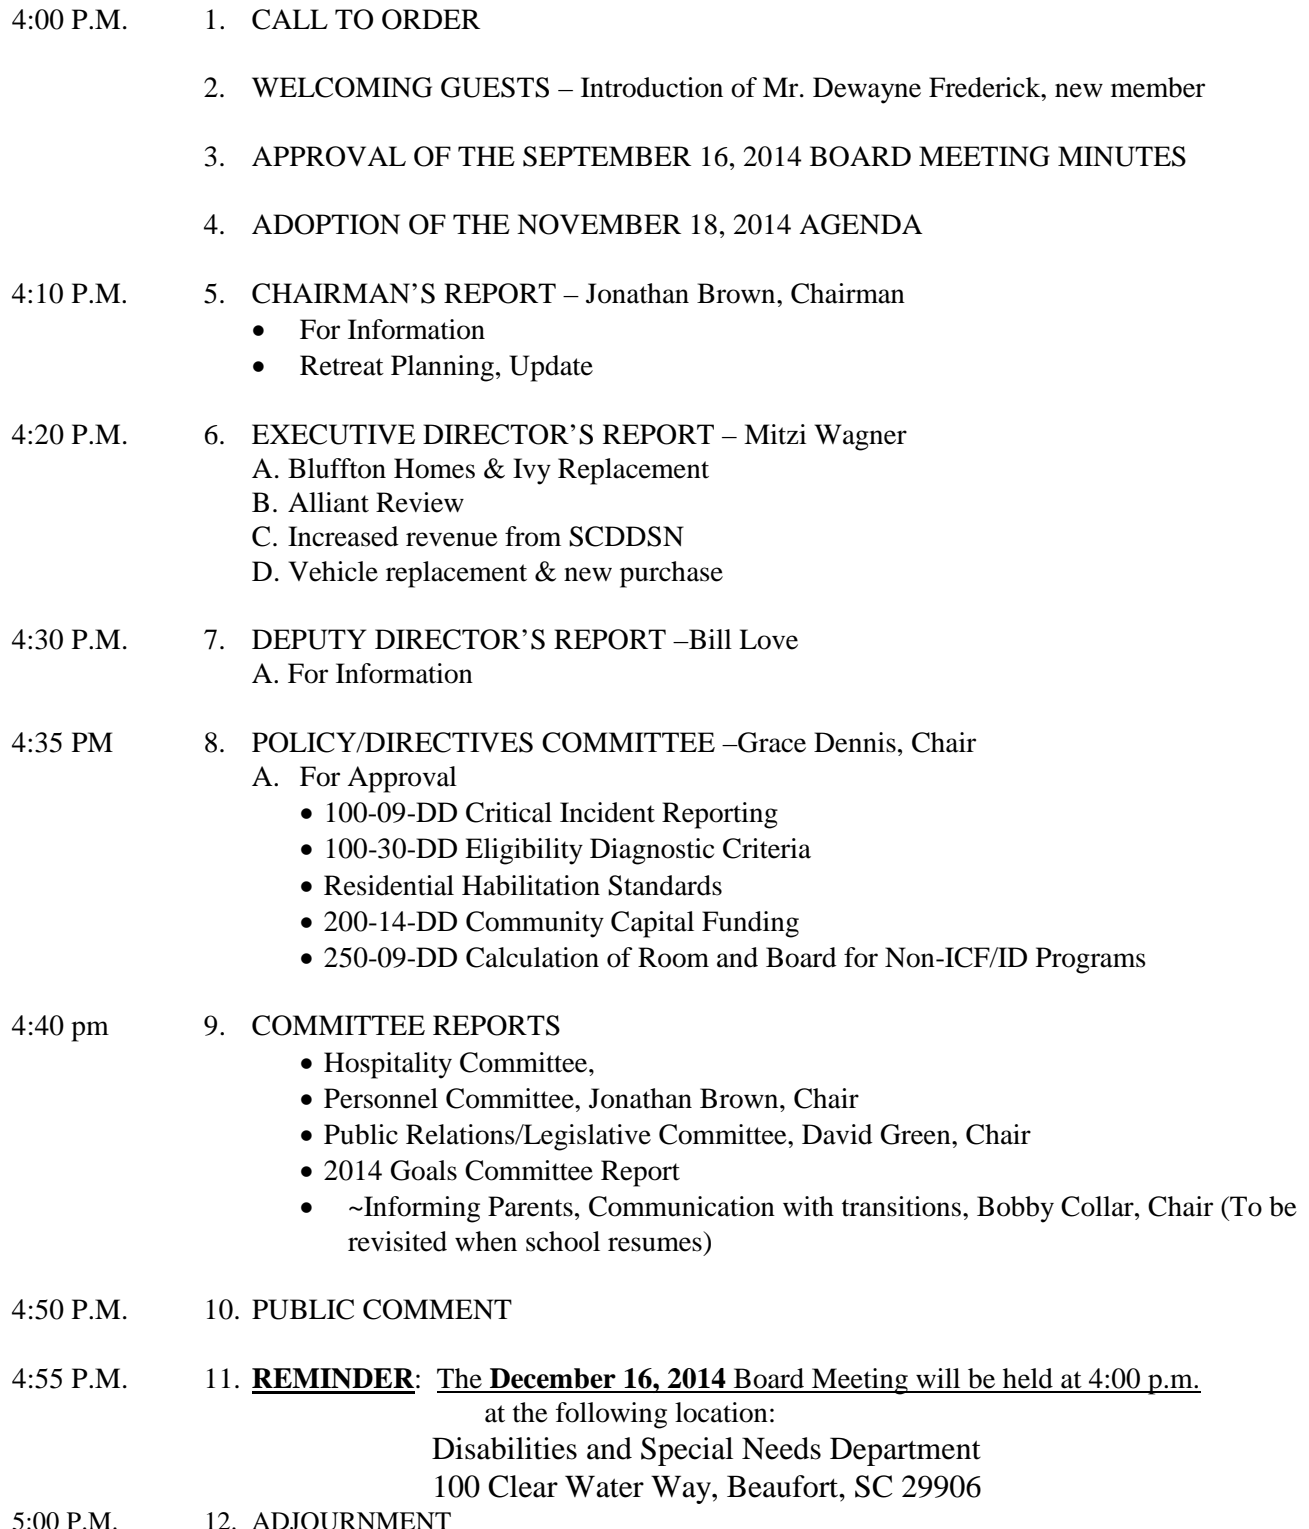 4:00 P.M. 1. CALL TO ORDER
2. WELCOMING GUESTS – Introduction of Mr. Dewayne Frederick, new member
3. APPROVAL OF THE SEPTEMBER 16, 2014 BOARD MEETING MINUTES
4. ADOPTION OF THE NOVEMBER 18, 2014 AGENDA
4:10 P.M. 5. CHAIRMAN’S REPORT – Jonathan Brown, Chairman
• For Information
• Retreat Planning, Update
4:20 P.M. 6. EXECUTIVE DIRECTOR’S REPORT – Mitzi Wagner
A. Bluffton Homes & Ivy Replacement
B. Alliant Review
C. Increased revenue from SCDDSN
D. Vehicle replacement & new purchase
4:30 P.M. 7. DEPUTY DIRECTOR’S REPORT –Bill Love
A. For Information
4:35 PM 8. POLICY/DIRECTIVES COMMITTEE –Grace Dennis, Chair
A. For Approval
• 100-09-DD Critical Incident Reporting
• 100-30-DD Eligibility Diagnostic Criteria
• Residential Habilitation Standards
• 200-14-DD Community Capital Funding
• 250-09-DD Calculation of Room and Board for Non-ICF/ID Programs
4:40 pm 9. COMMITTEE REPORTS
• Hospitality Committee,
• Personnel Committee, Jonathan Brown, Chair
• Public Relations/Legislative Committee, David Green, Chair
• 2014 Goals Committee Report
• ~Informing Parents, Communication with transitions, Bobby Collar, Chair (To be
revisited when school resumes)
4:50 P.M. 10. PUBLIC COMMENT
4:55 P.M. 11. REMINDER: The December 16, 2014 Board Meeting will be held at 4:00 p.m.
at the following location:
Disabilities and Special Needs Department
100 Clear Water Way, Beaufort, SC 29906
5:00 P.M. 12. ADJOURNMENT